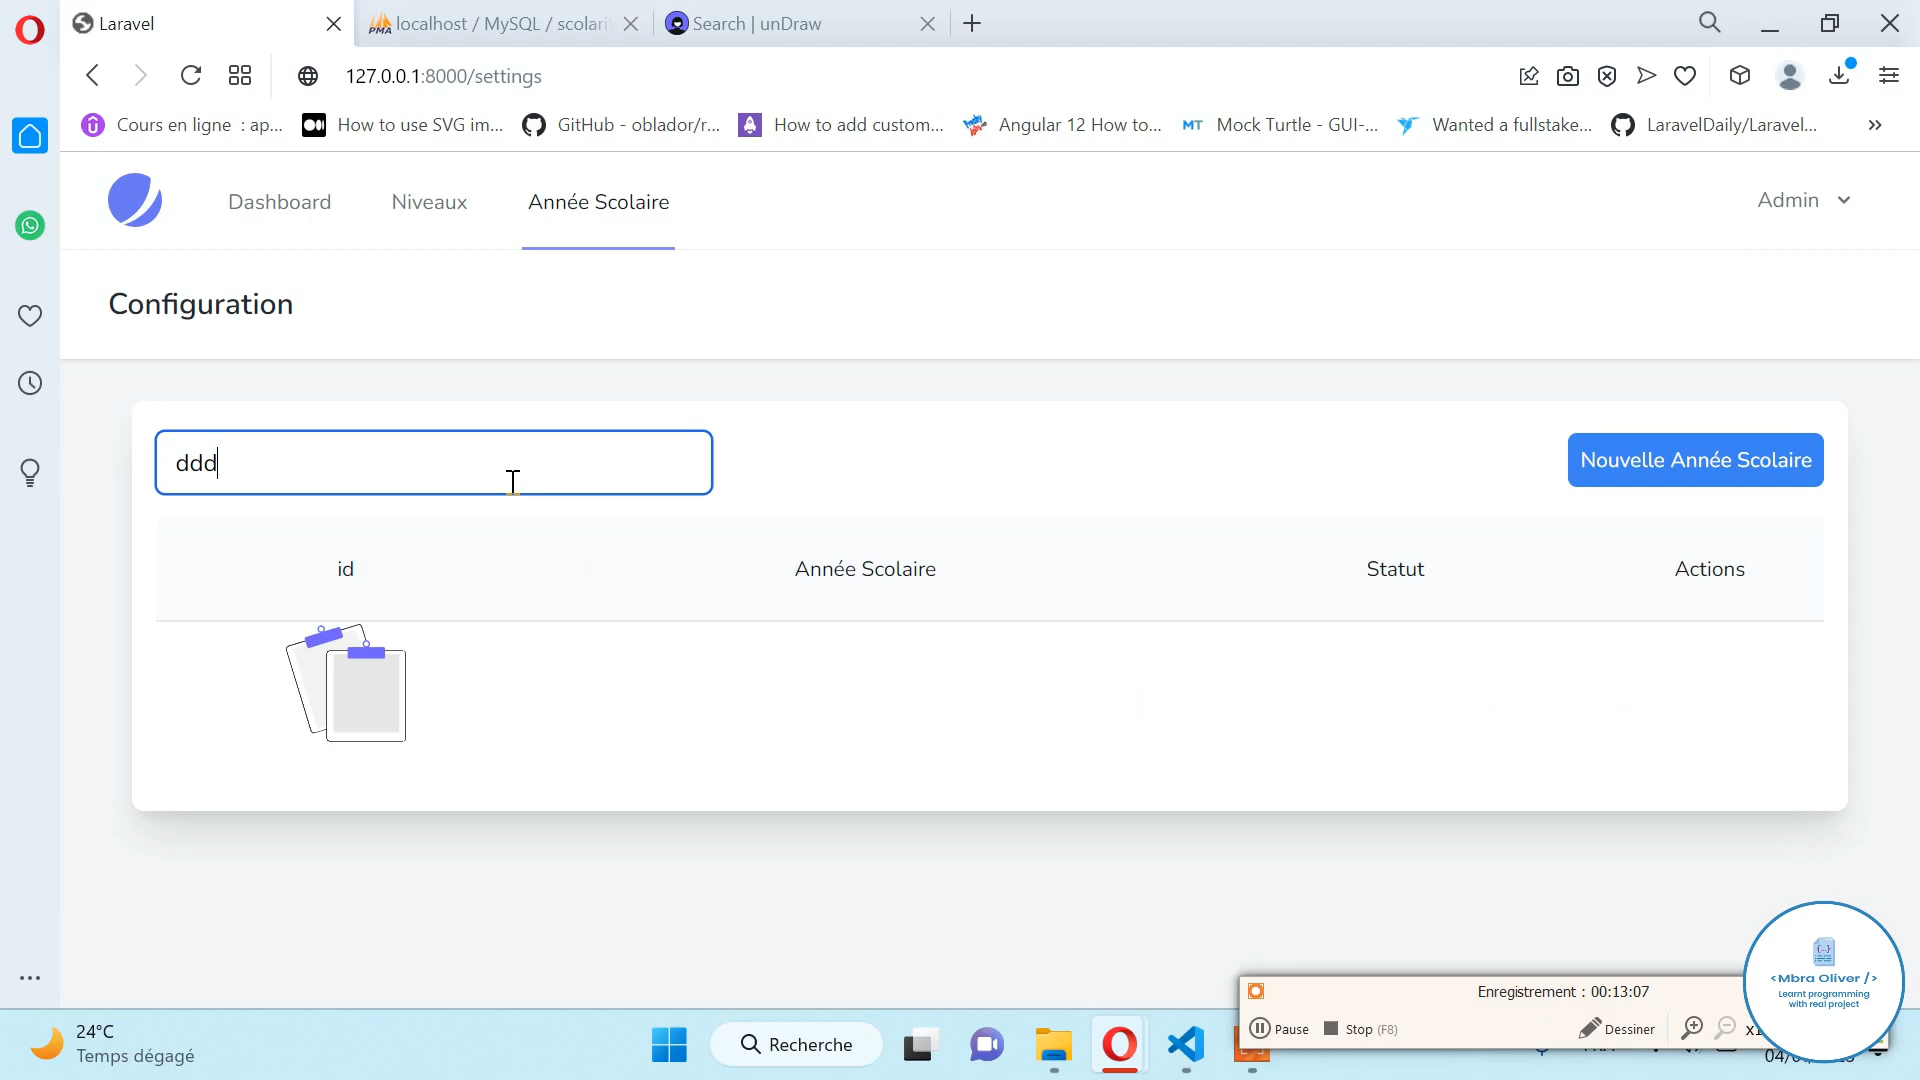 Laravel
localhost / MySQL / scolari
Search | unDraw
127.0.0.1:8000/settings
Cours en ligne : ap...
How to use SVG im...
GitHub - oblador/r...
How to add custom...
Angular 12 How to...
MT Mock Turtle - GUI-...
Wanted a fullstake...
LaravelDaily/Laravel...
Dashboard
Niveaux
Année Scolaire
Admin
Configuration
ddd
Nouvelle Année Scolaire
id
Année Scolaire
Statut
Actions
Enregistrement : 00:13:07
Pause
Stop (F8)
Dessiner
<Mbra Oliver />
Learnt programming
with real project
24°C
Temps dégagé
Recherche